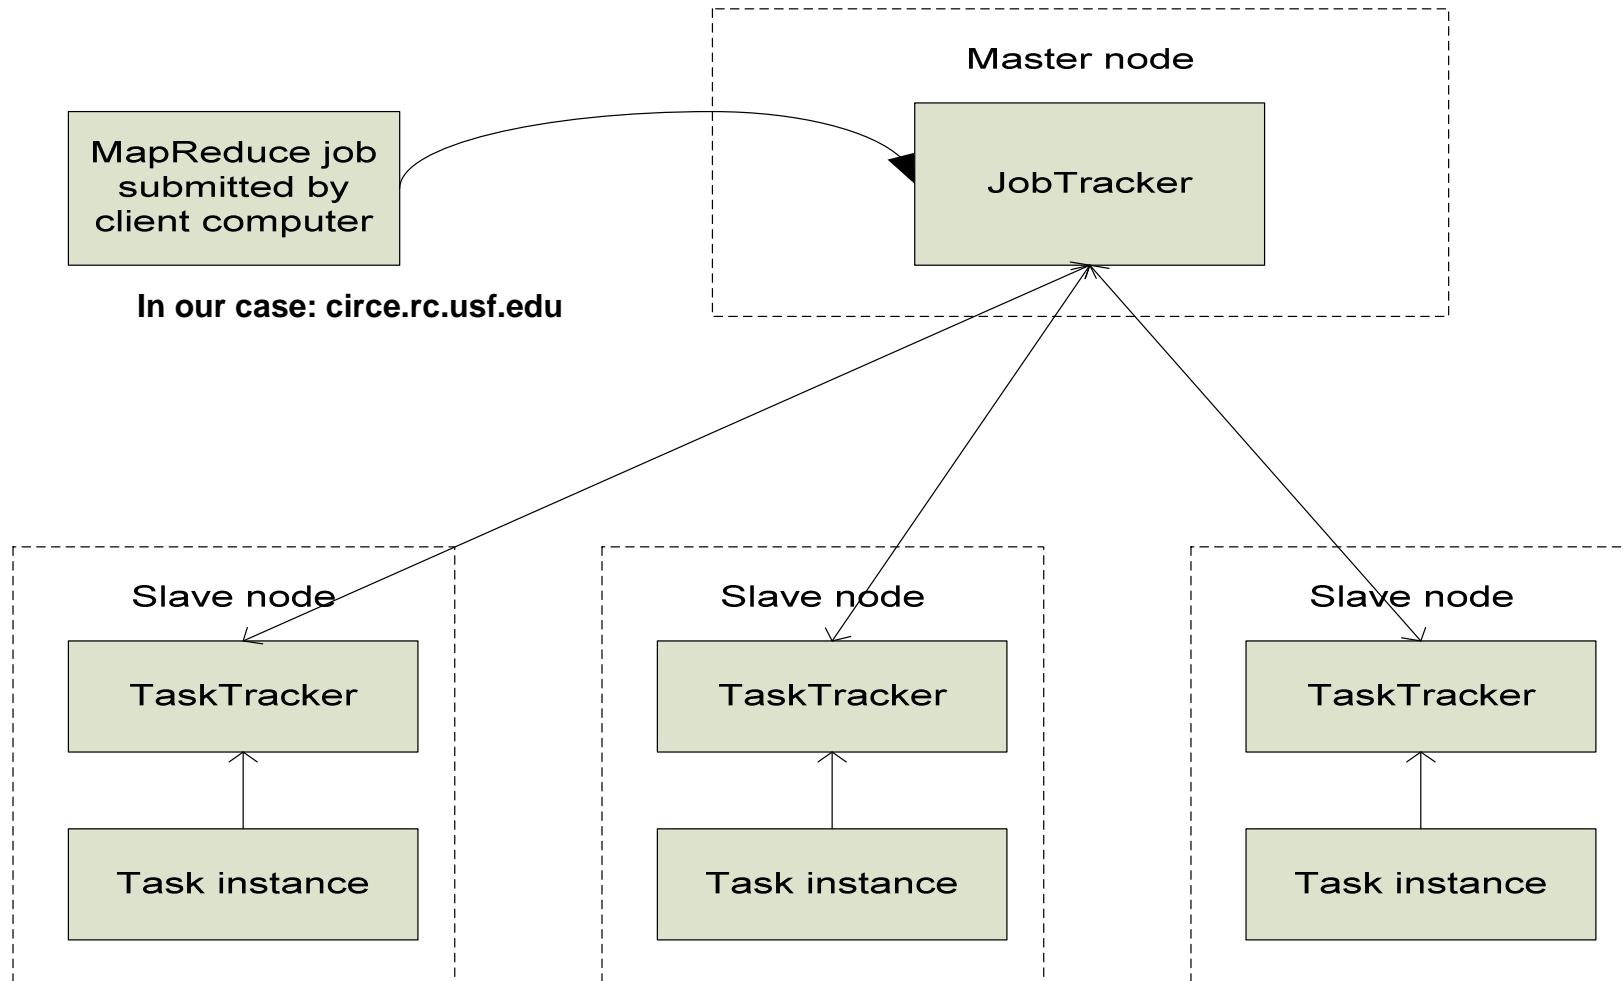 Master node
MapReduce job
submitted by
client computer
JobTracker
In our case: circe.rc.usf.edu
Slave node
Slave node
Slave node
TaskTracker
TaskTracker
TaskTracker
Task instance
Task instance
Task instance